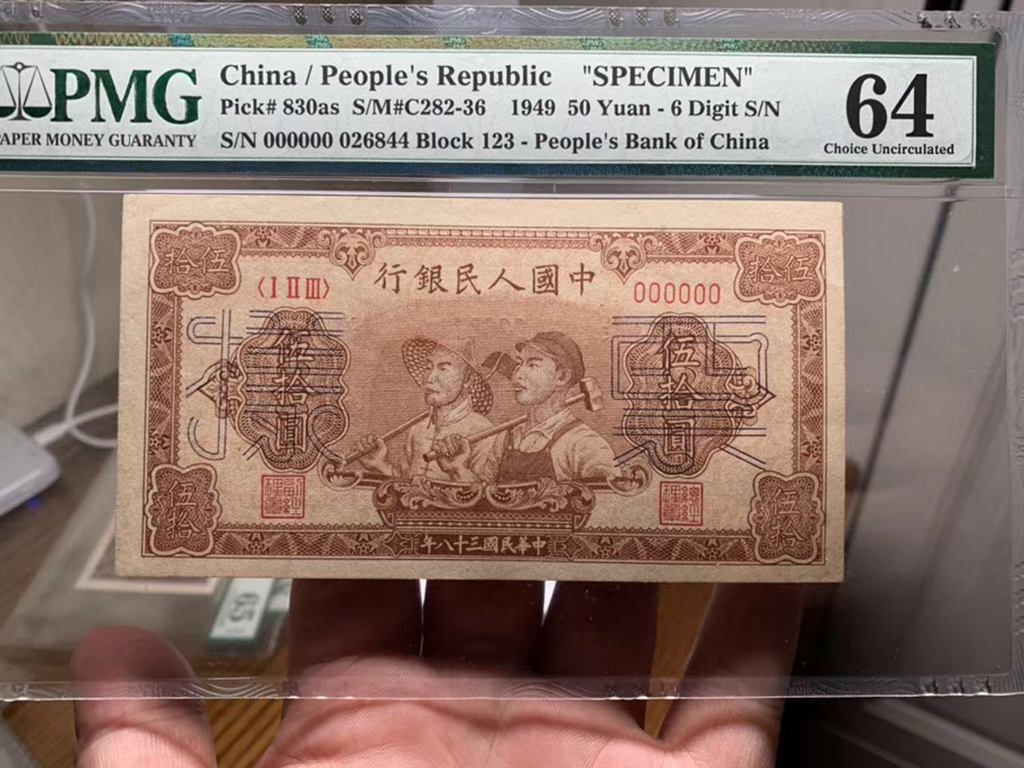 PMG
PAPER MONEY GUARANTY
China / People's Republic "SPECIMEN"
Pick# 830as S/M#C282-36 1949 50 Yuan - 6 Digit S/N
S/N 000000 026844 Block 123 - People's Bank of China
64
Choice Uncirculated
拾伍
行銀民人國中
拾伍
〈I II III〉
000000
伍拾圓
伍拾圓
票
樣
伍拾
伍拾
年八十三國民華中
65